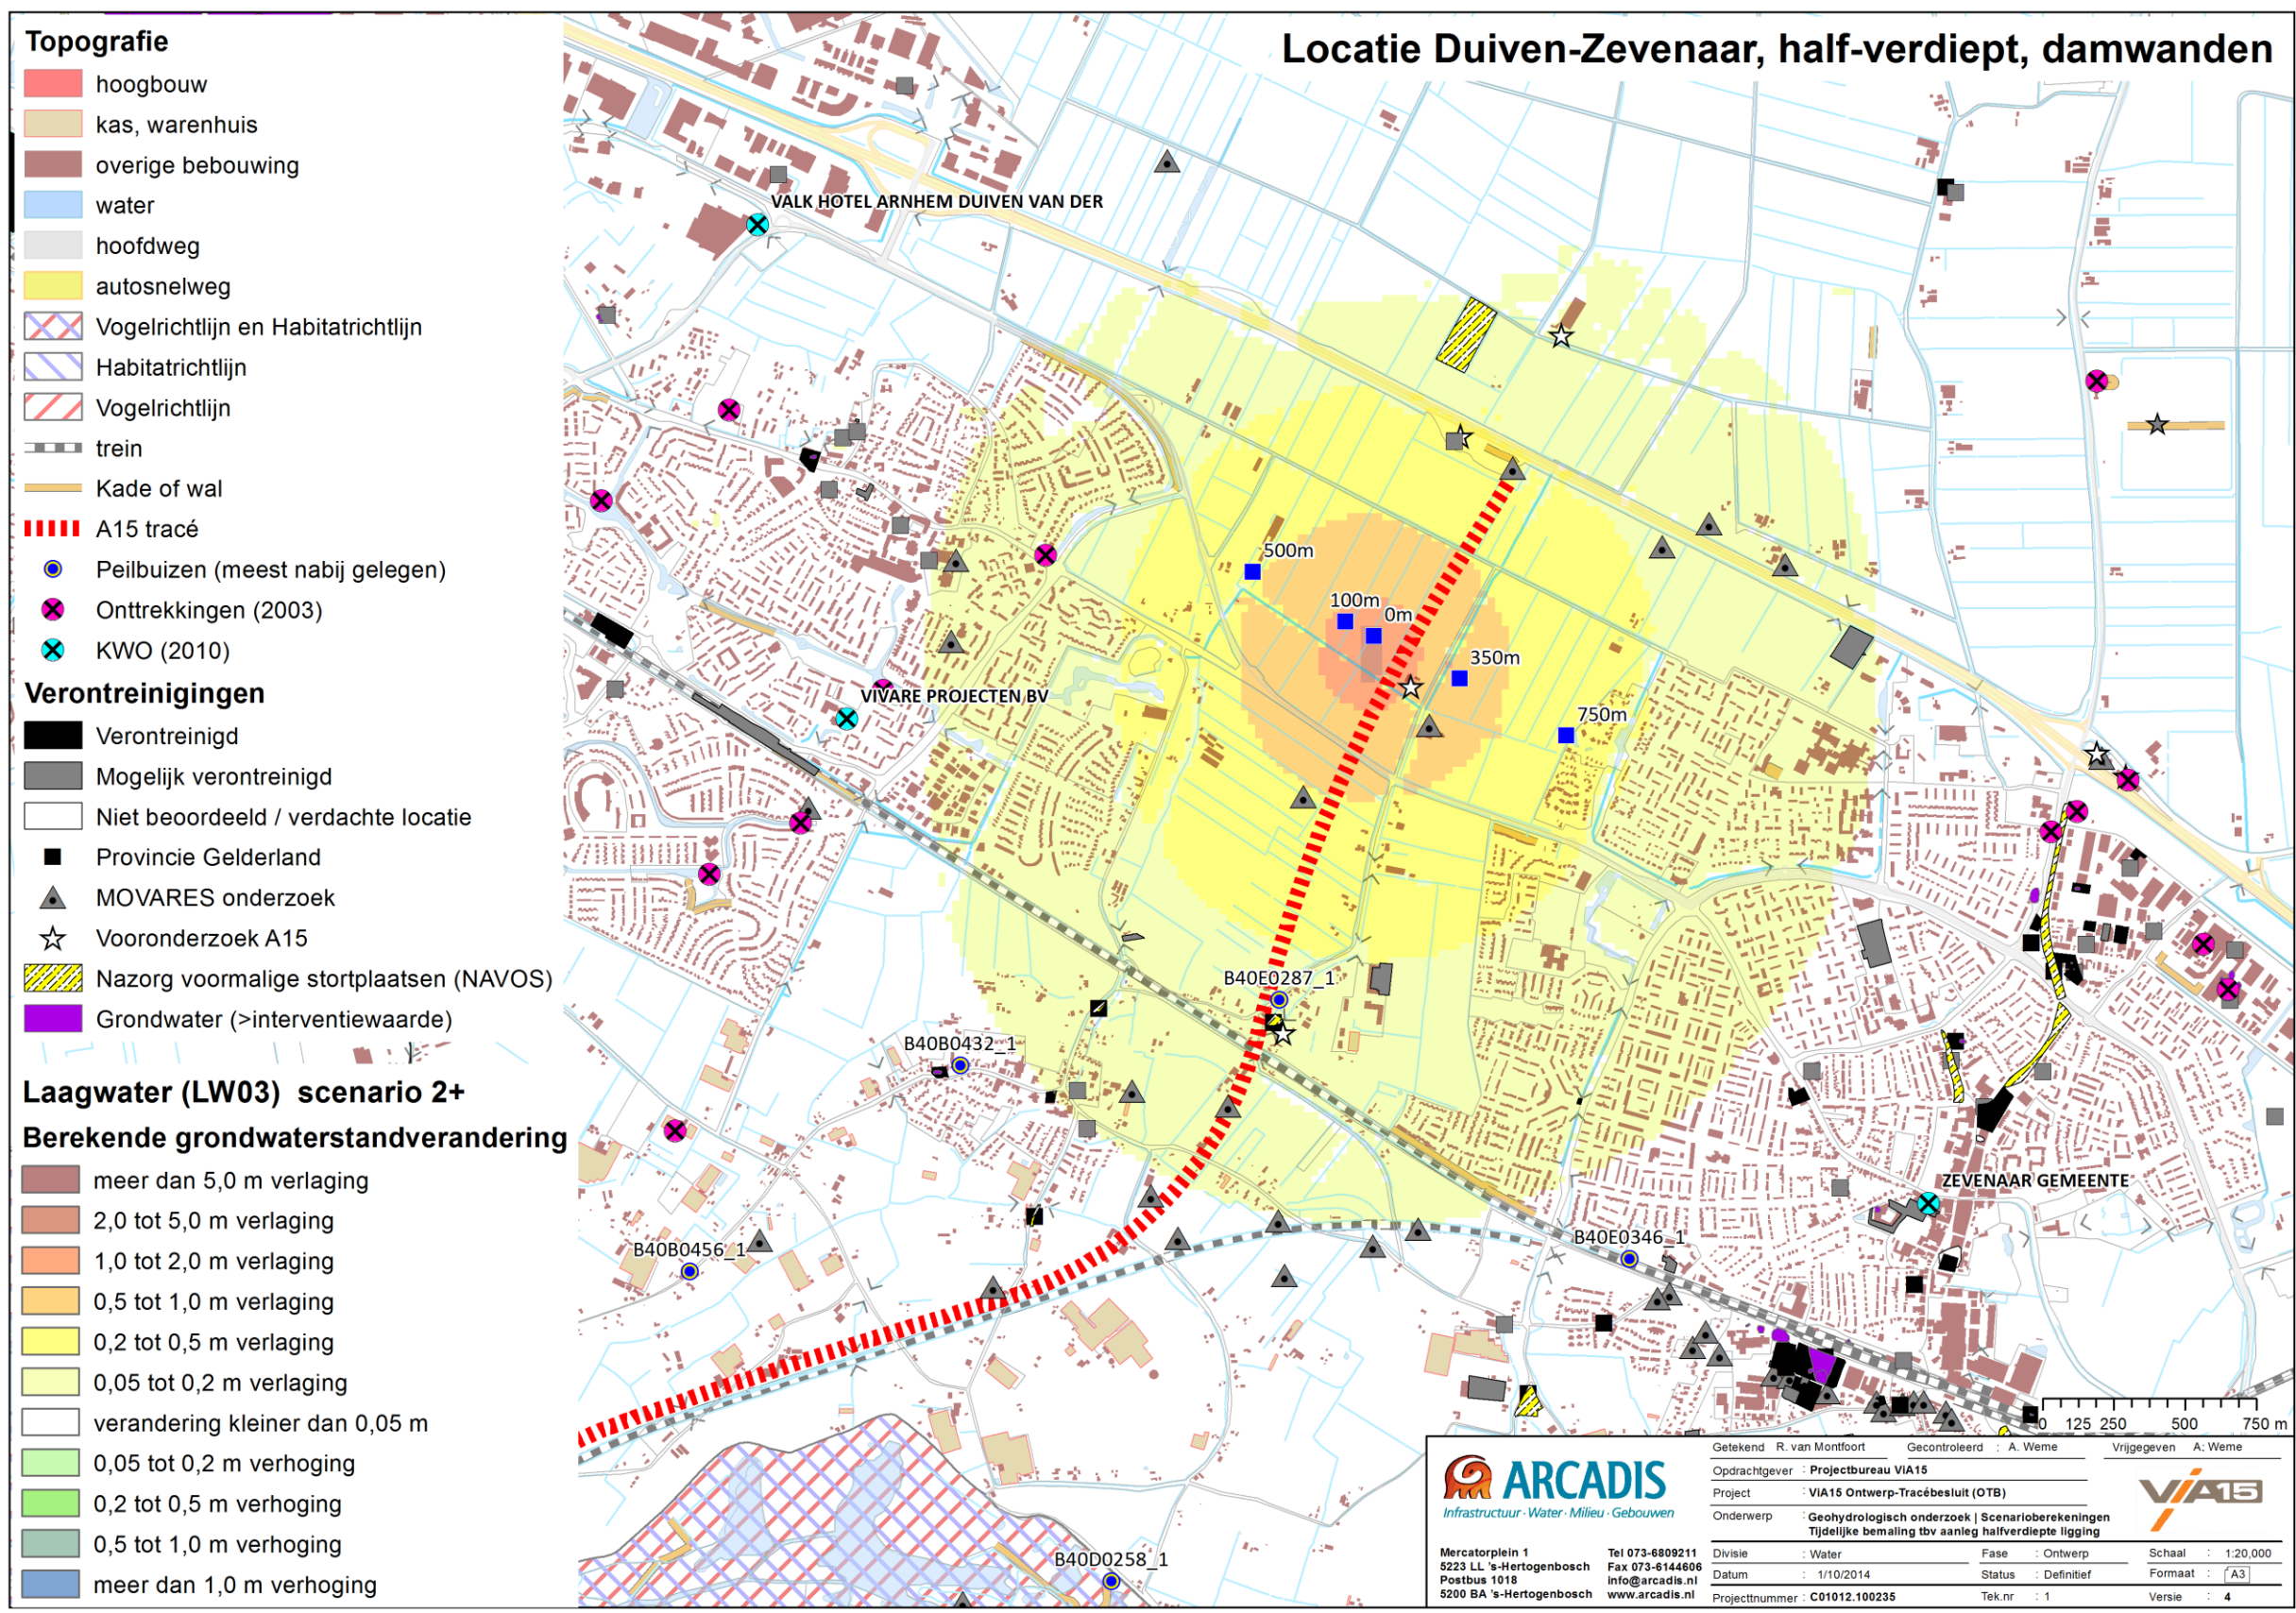 Locatie Duiven-Zevenaar, half-verdiept, damwanden
Topografie
hoogbouw
kas, warenhuis
overige bebouwing
water
hoofdweg
autosnelweg
Vogelrichtlijn en Habitatrichtlijn
Habitatrichtlijn
Vogelrichtlijn
trein
Kade of wal
A15 tracé
Peilbuizen (meest nabij gelegen)
Onttrekkingen (2003)
KWO (2010)
Verontreinigingen
Verontreinigd
Mogelijk verontreinigd
Niet beoordeeld / verdachte locatie
Provincie Gelderland
MOVARES onderzoek
Vooronderzoek A15
Nazorg voormalige stortplaatsen (NAVOS)
Grondwater (>interventiewaarde)
Laagwater (LW03) scenario 2+
Berekende grondwaterstandverandering
meer dan 5,0 m verlaging
2,0 tot 5,0 m verlaging
1,0 tot 2,0 m verlaging
0,5 tot 1,0 m verlaging
0,2 tot 0,5 m verlaging
0,05 tot 0,2 m verlaging
verandering kleiner dan 0,05 m
0,05 tot 0,2 m verhoging
0,2 tot 0,5 m verhoging
0,5 tot 1,0 m verhoging
meer dan 1,0 m verhoging
VALK HOTEL ARNHEM DUIVEN VAN DER
500m
100m
0m
350m
VIVARE PROJECTEN BV
750m
B40E0287_1
B40B0432_1
ZEVENAAR GEMEENTE
B40E0346_1
B40B0456_1
B40D0258_1
0 125 250 500 750 m
ARCADIS
Infrastructuur · Water · Milieu · Gebouwen
Mercatorplein 1 Tel 073-6809211
5223 LL 's-Hertogenbosch Fax 073-6144606
Postbus 1018 info@arcadis.nl
5200 BA 's-Hertogenbosch www.arcadis.nl
Getekend R. van Montfoort Gecontroleerd : A. Weme Vrijgegeven A; Weme
Opdrachtgever : Projectbureau ViA15
Project : ViA15 Ontwerp-Tracébesluit (OTB)
Onderwerp : Geohydrologisch onderzoek | Scenarioberekeningen
Tijdelijke bemaling tbv aanleg halfverdiepte ligging
ViA15
Divisie : Water Fase : Ontwerp Schaal : 1:20,000
Datum : 1/10/2014 Status : Definitief Formaat : A3
Projecttnummer : C01012.100235 Tek.nr : 1 Versie : 4